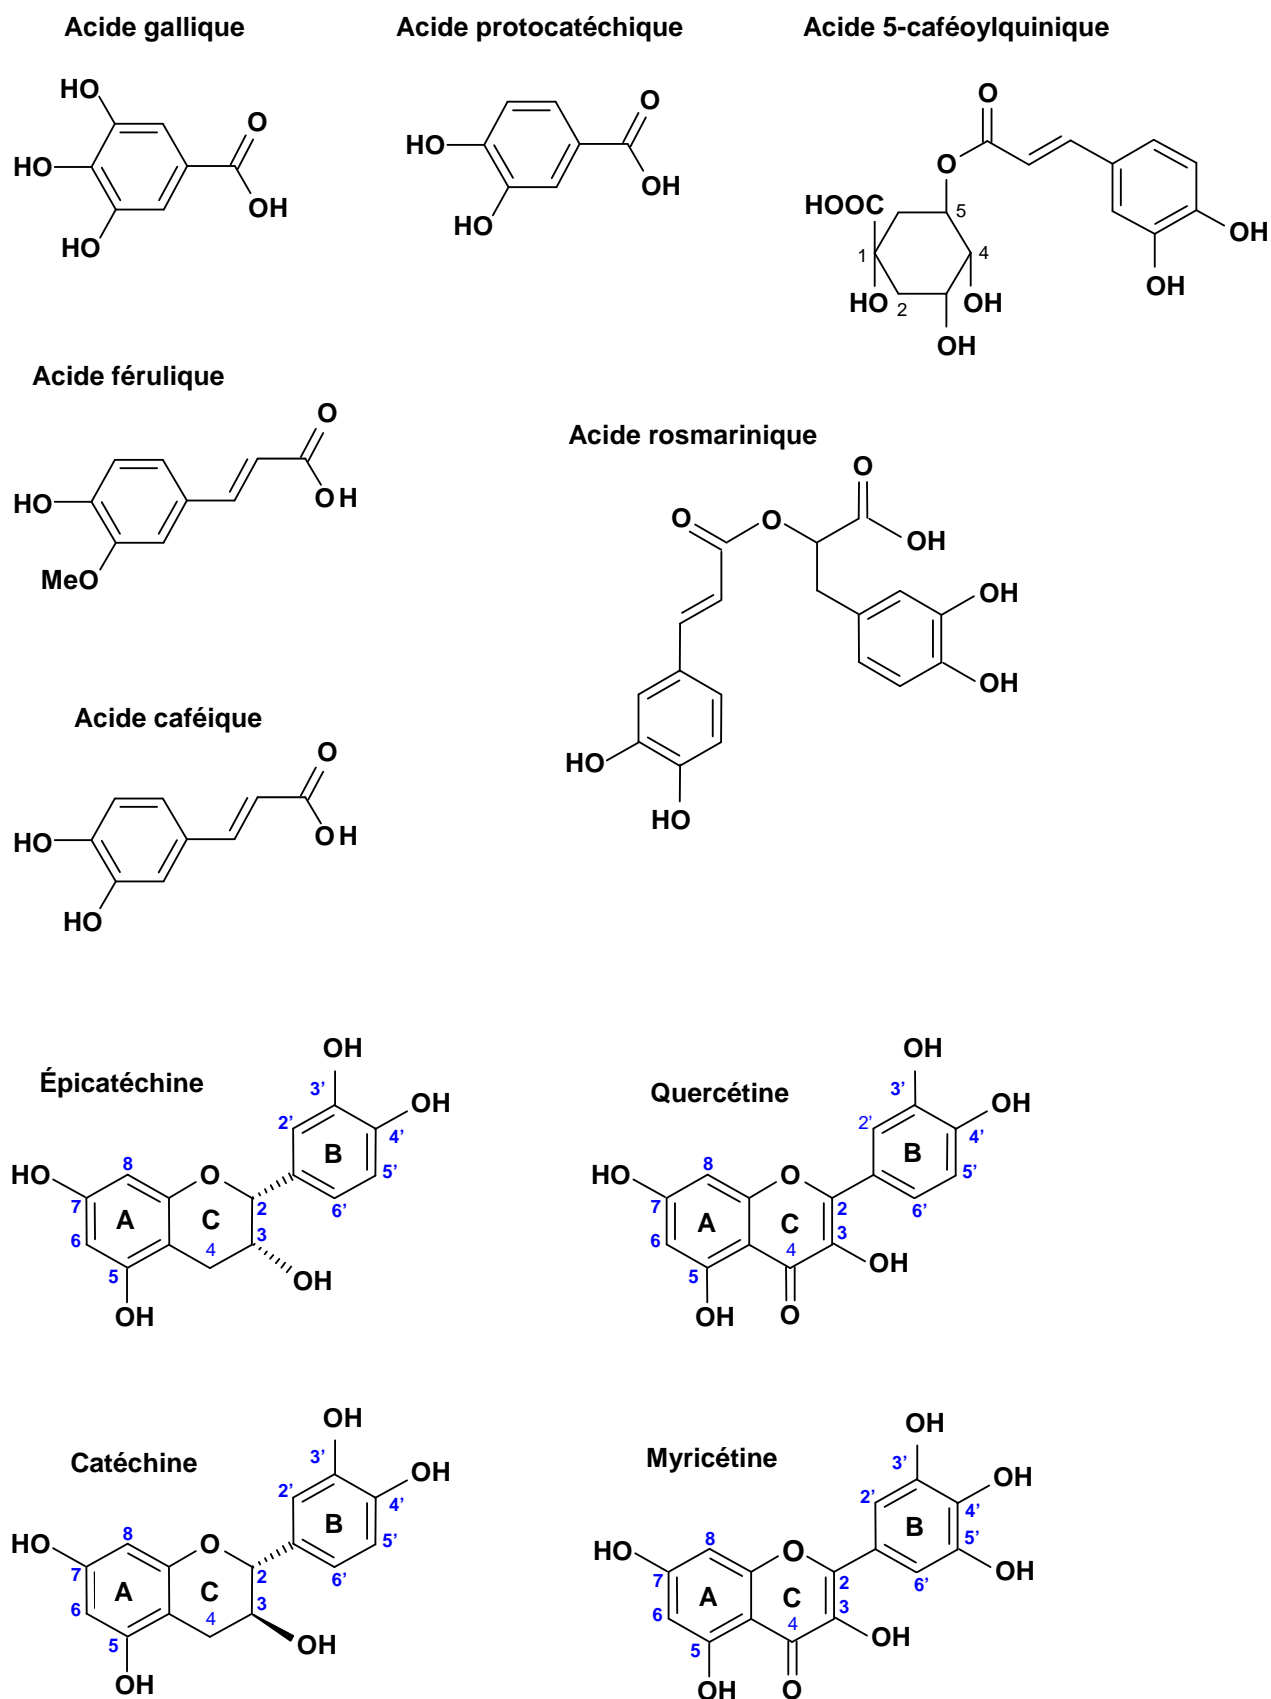 Acide gallique
HO
HO
HO
O
OH
Acide protocatéchique
HO
HO
O
OH
Acide 5-caféoylquinique
O
O
HOOC
5
1
4
HO
2
OH
OH
OH
OH
Acide férulique
O
HO
OH
MeO
Acide rosmarinique
O
O
O
OH
OH
OH
HO
HO
Acide caféique
O
HO
OH
HO
Épicatéchine
OH
3’
OH
2’
4’
B
5’
6’
HO
8
O
7
2
A
C
3
6
4
5
OH
OH
Quercétine
OH
3’
OH
2’
4’
B
5’
6’
HO
8
O
7
2
A
C
3
6
4
5
OH
OH
O
Catéchine
OH
3’
OH
2’
4’
B
5’
6’
HO
8
O
7
2
A
C
3
6
4
5
OH
OH
Myricétine
OH
3’
OH
2’
4’
B
5’
OH
6’
HO
8
O
7
2
A
C
3
6
4
5
OH
OH
O